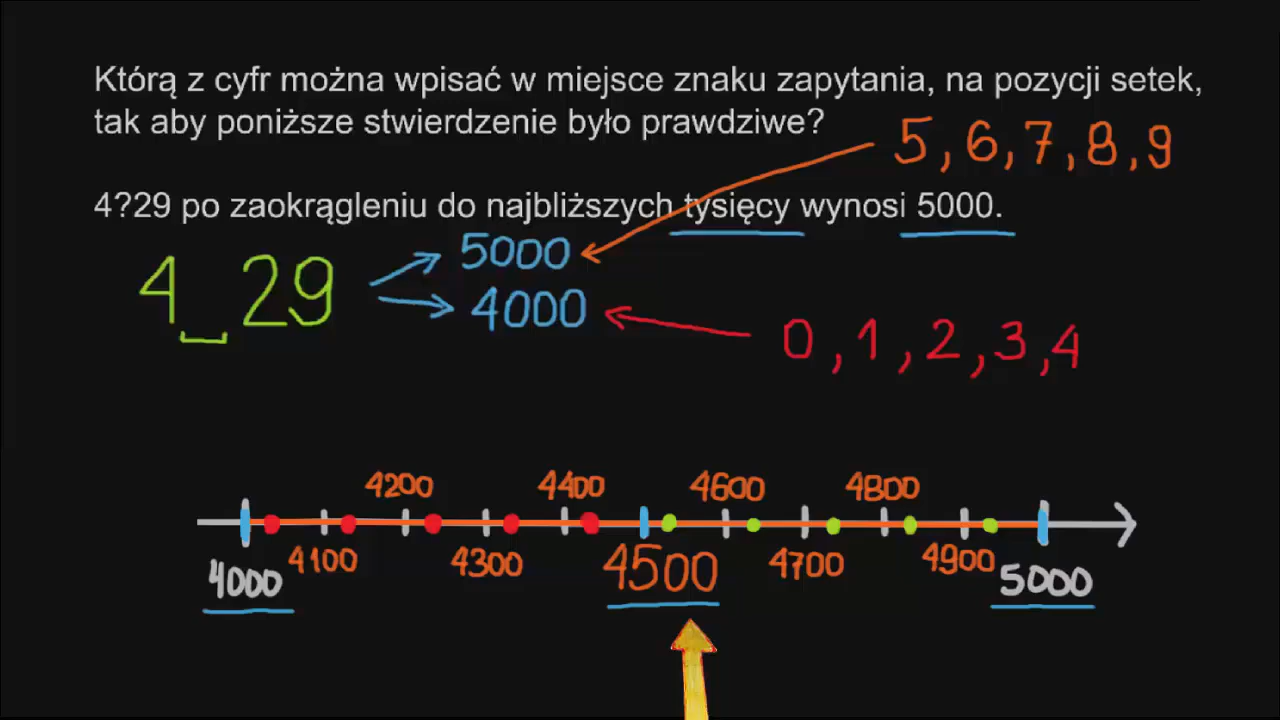 Którą z cyfr można wpisać w miejsce znaku zapytania, na pozycji setek,
tak aby poniższe stwierdzenie było prawdziwe?
5, 6, 7, 8, 9
4?29 po zaokrągleniu do najbliższych tysięcy wynosi 5000.
4_29
5000
4000
0, 1, 2, 3, 4
4200 4400 4600 4800
4000 4100 4300 4500 4700 4900 5000